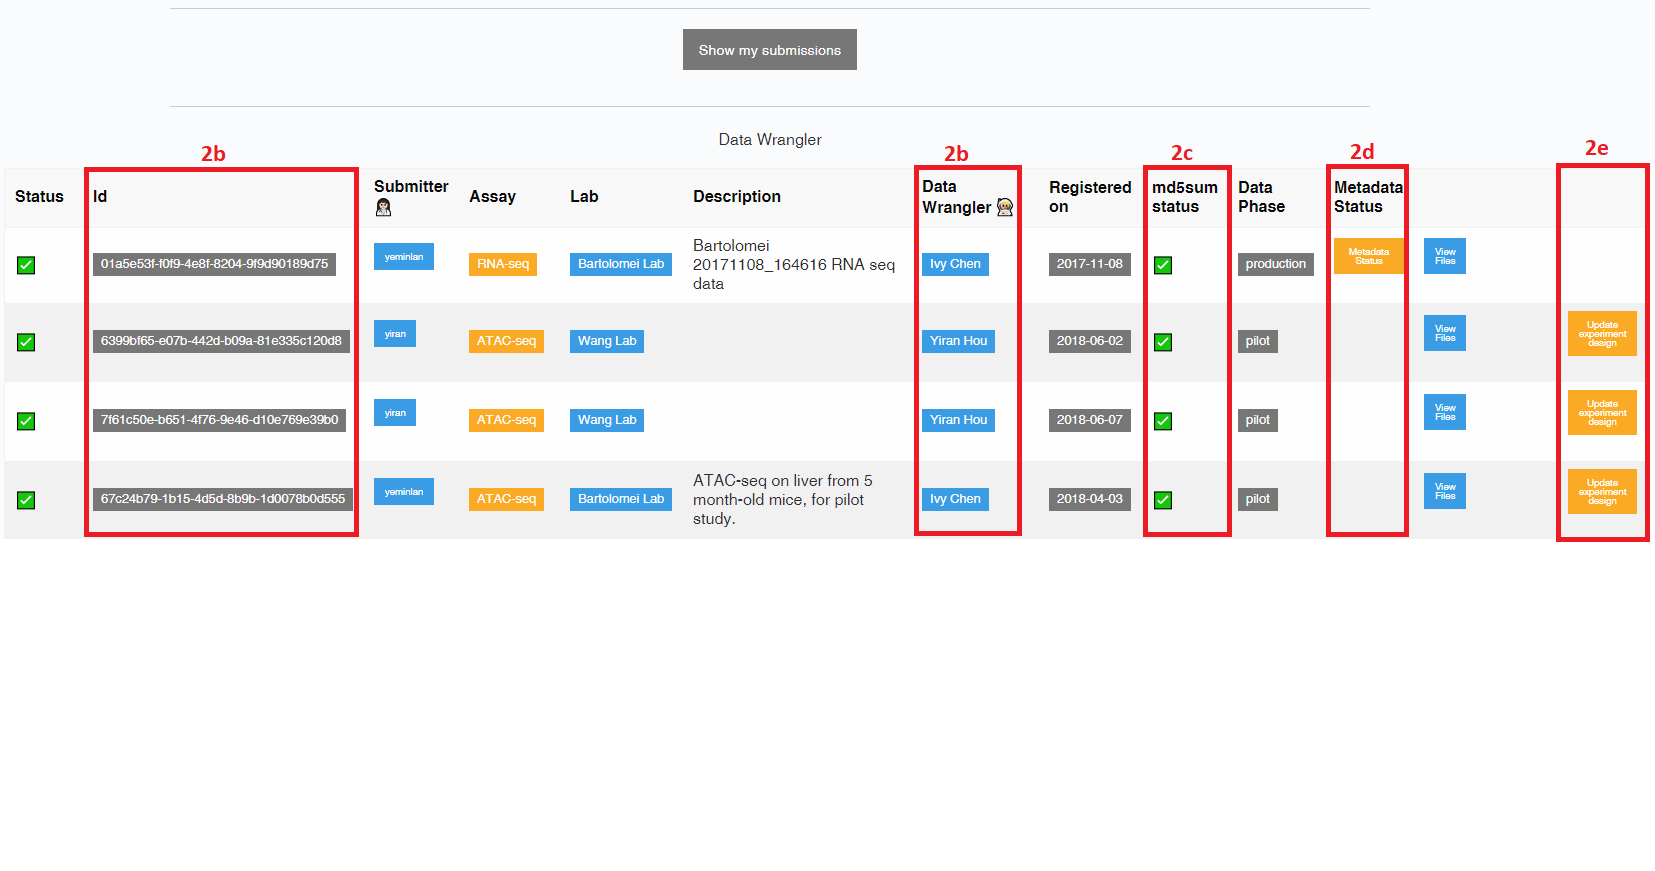 Show my submissions
Data Wrangler
2b
2b
2c
2d
2e
Status
Id
Submitter
Assay
Lab
Description
Data
Wrangler
Registered
on
md5sum
status
Data
Phase
Metadata
Status
01a5e53f-f0f9-4e8f-8204-9f9d90189d75
yeminlan
RNA-seq
Bartolomei Lab
Bartolomei
20171108_164616 RNA seq
data
Ivy Chen
2017-11-08
production
Metadata
Status
View
Files
6399bf65-e07b-442d-b09a-81e335c120d8
yiran
ATAC-seq
Wang Lab
Yiran Hou
2018-06-02
pilot
View
Files
Update
experiment
design
7f61c50e-b651-4f76-9e46-d10e769e39b0
yiran
ATAC-seq
Wang Lab
Yiran Hou
2018-06-07
pilot
View
Files
Update
experiment
design
67c24b79-1b15-4d5d-8b9b-1d0078b0d555
yeminlan
ATAC-seq
Bartolomei Lab
ATAC-seq on liver from 5
month-old mice, for pilot
study.
Ivy Chen
2018-04-03
pilot
View
Files
Update
experiment
design